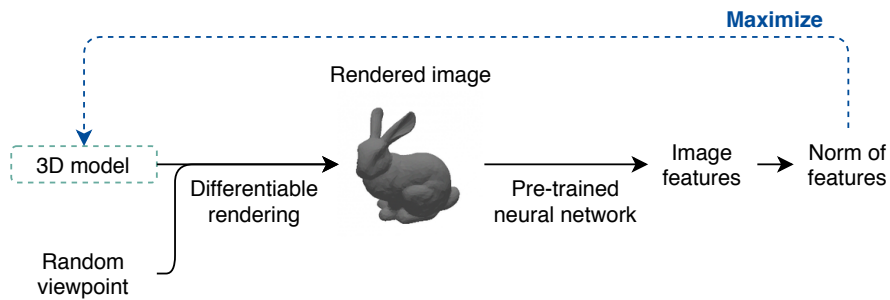 Maximize
Rendered image
3D model
Differentiable
rendering
Pre-trained
neural network
Image
features
Norm of
features
Random
viewpoint